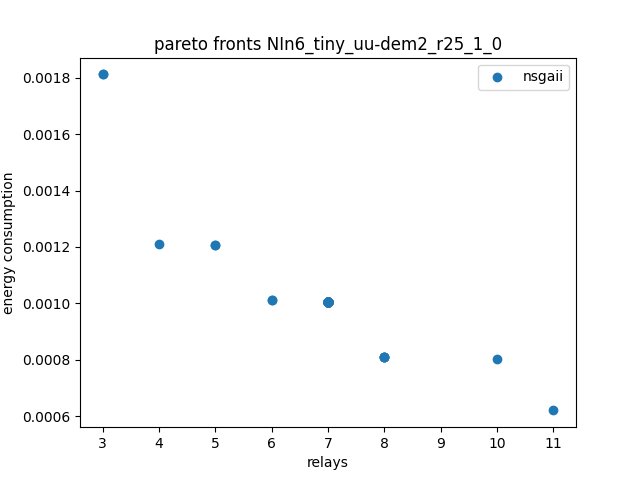 pareto fronts NIn6_tiny_uu-dem2_r25_1_0
nsgaii
energy consumption
0.0018
0.0016
0.0014
0.0012
0.0010
0.0008
0.0006
3 4 5 6 7 8 9 10 11
relays